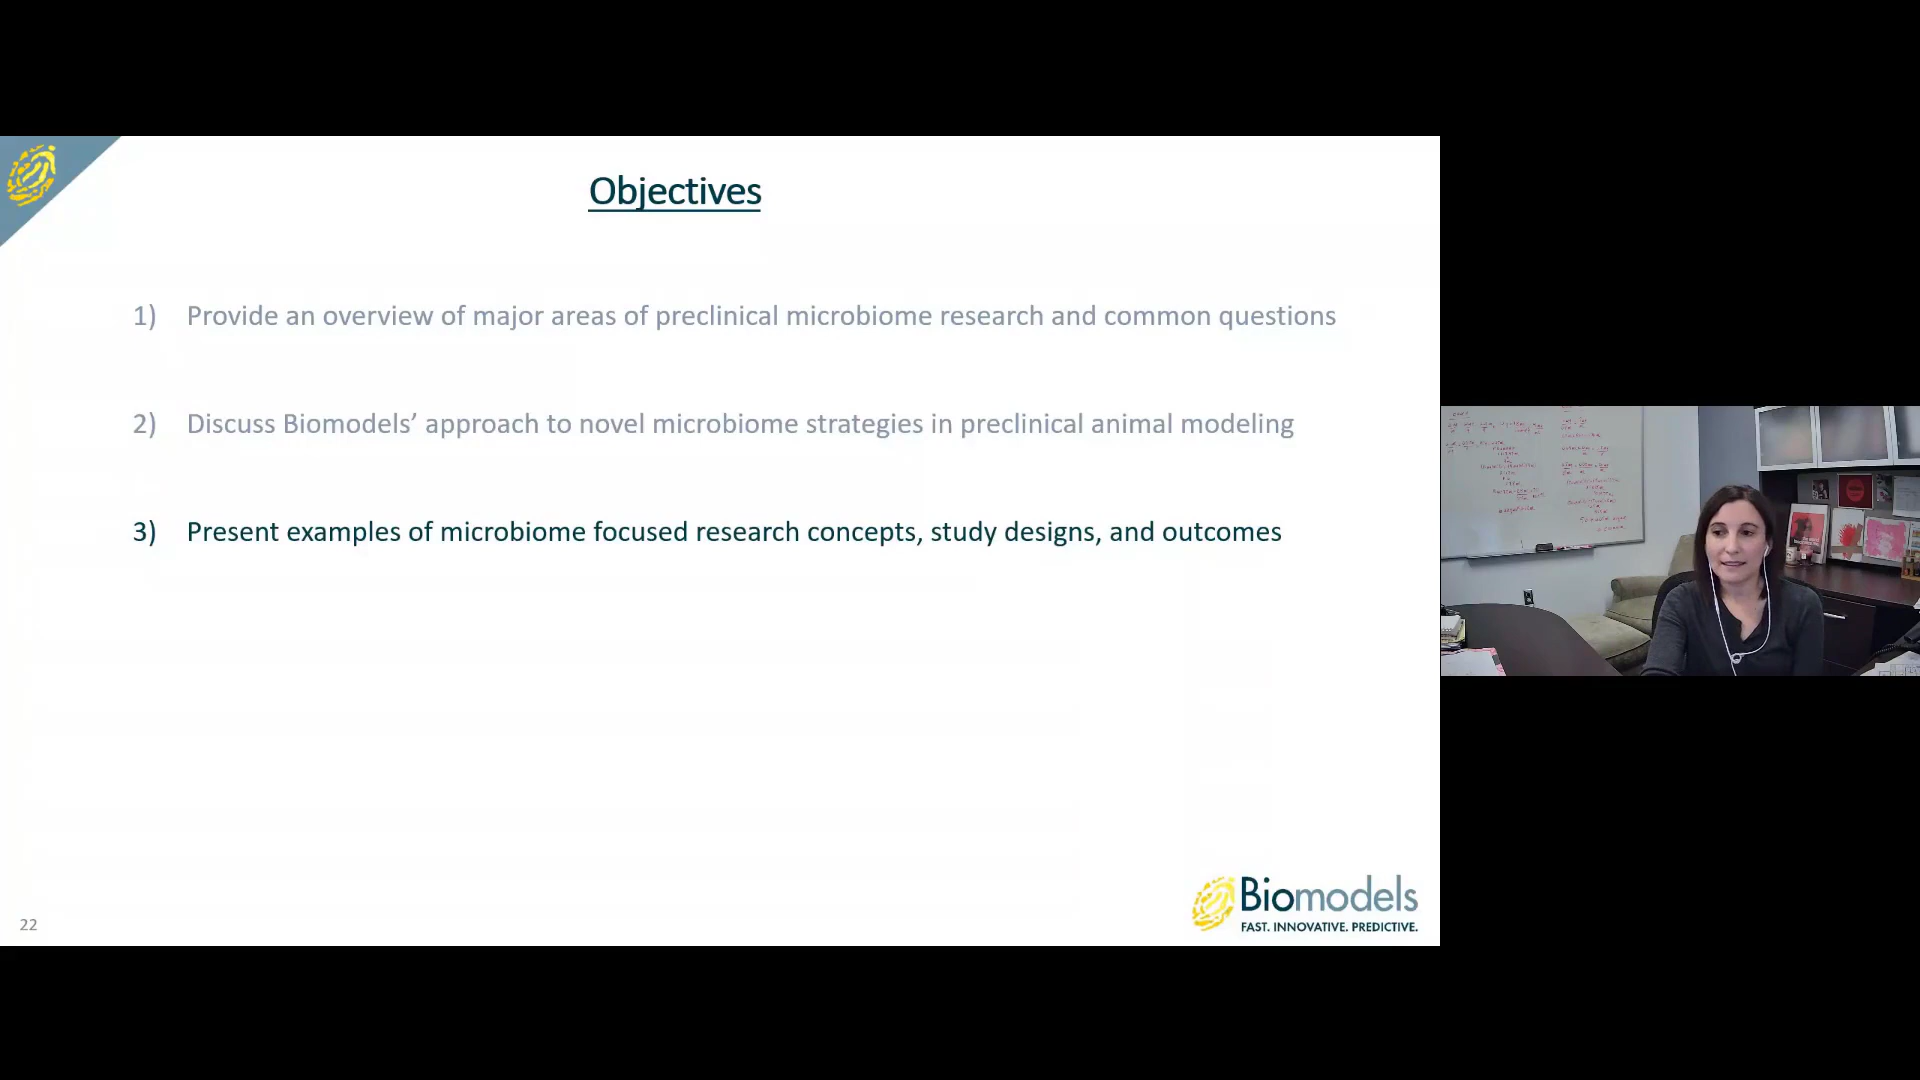 Objectives
1) Provide an overview of major areas of preclinical microbiome research and common questions
2) Discuss Biomodels’ approach to novel microbiome strategies in preclinical animal modeling
3) Present examples of microbiome focused research concepts, study designs, and outcomes
Biomodels
FAST. INNOVATIVE. PREDICTIVE.
22